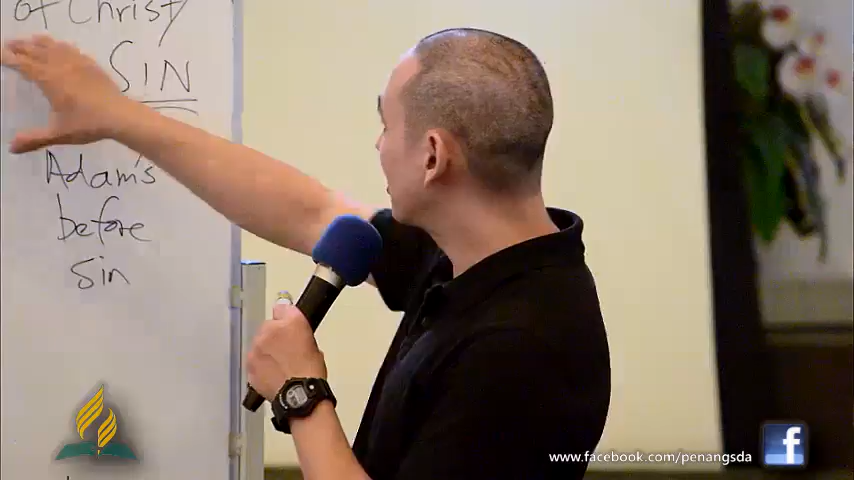 of Christ
SIN
Adam's
before
sin
www.facebook.com/penangsda
f